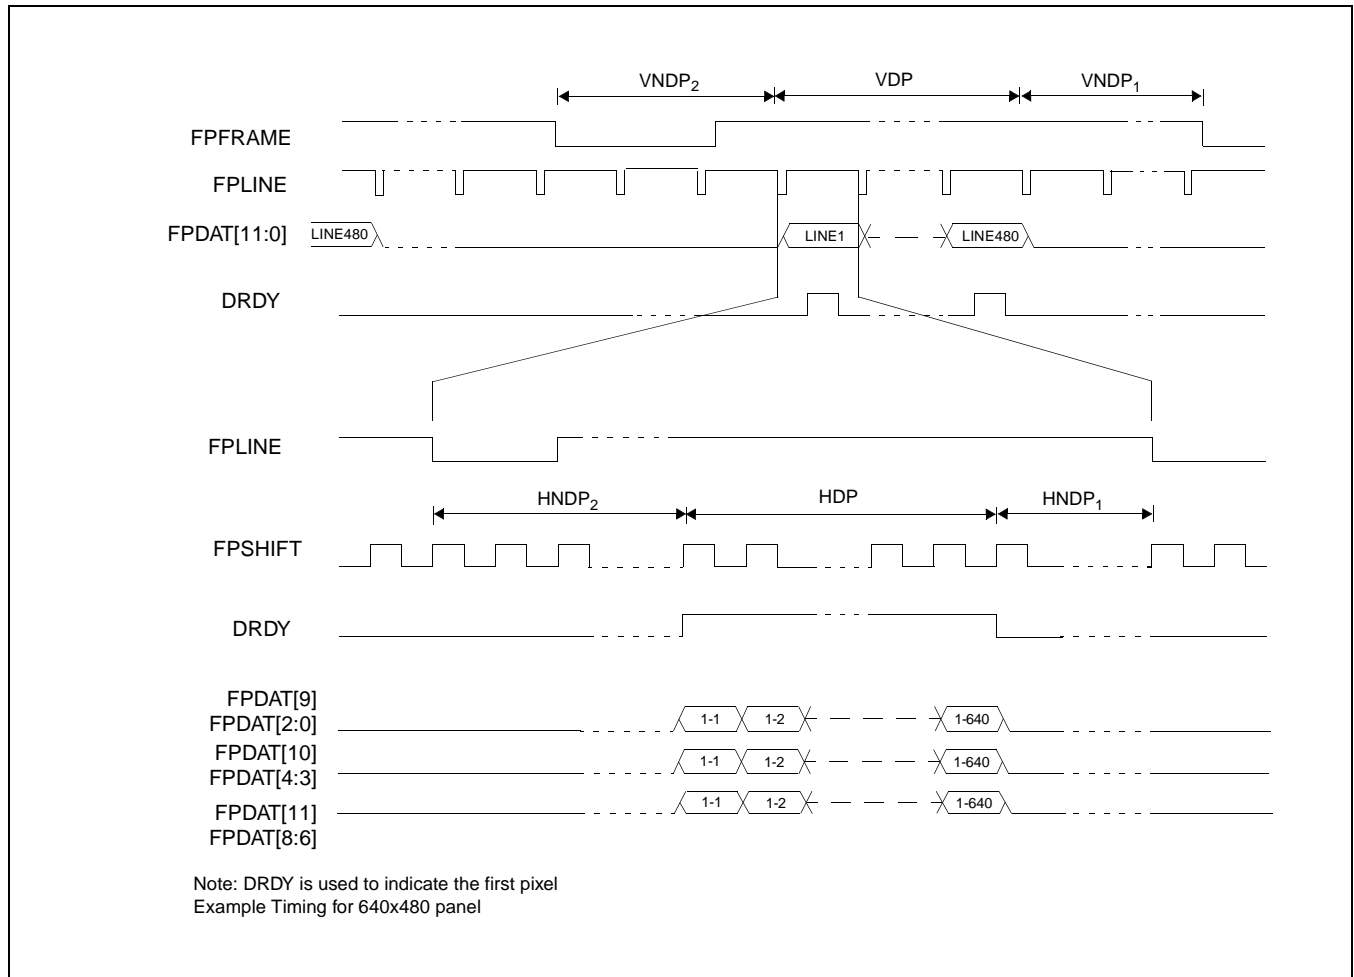 VNDP2 VDP VNDP1
FPFRAME
FPLINE
FPDAT[11:0] LINE480 LINE1 LINE480
DRDY
FPLINE
HNDP2 HDP HNDP1
FPSHIFT
DRDY
FPDAT[9]
FPDAT[2:0] 1-1 1-2 1-640
FPDAT[10]
FPDAT[4:3] 1-1 1-2 1-640
FPDAT[11] 1-1 1-2 1-640
FPDAT[8:6]
Note: DRDY is used to indicate the first pixel
Example Timing for 640x480 panel